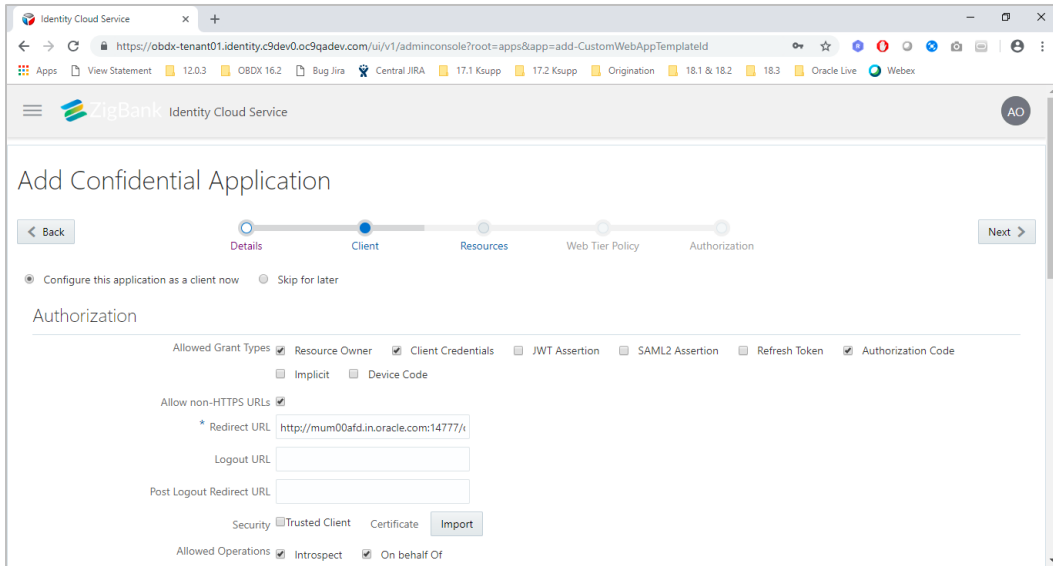 Identity Cloud Service
https://obdx-tenant01.identity.c9dev0.oc9qadev.com/ui/v1/adminconsole?root=apps&app=add-CustomWebAppTemplateId
Apps View Statement 12.0.3 OBDX 16.2 Bug Jira Central JIRA 17.1 Ksupp 17.2 Ksupp Origination 18.1 & 18.2 18.3 Oracle Live Webex
ZigBank Identity Cloud Service AO
Add Confidential Application
Back Next
Details Client Resources Web Tier Policy Authorization
Configure this application as a client now Skip for later
Authorization
Allowed Grant Types Resource Owner Client Credentials JWT Assertion SAML2 Assertion Refresh Token Authorization Code
Implicit Device Code
Allow non-HTTPS URLs
* Redirect URL http://mum00afd.in.oracle.com:14777/
Logout URL
Post Logout Redirect URL
Security Trusted Client Certificate Import
Allowed Operations Introspect On behalf Of